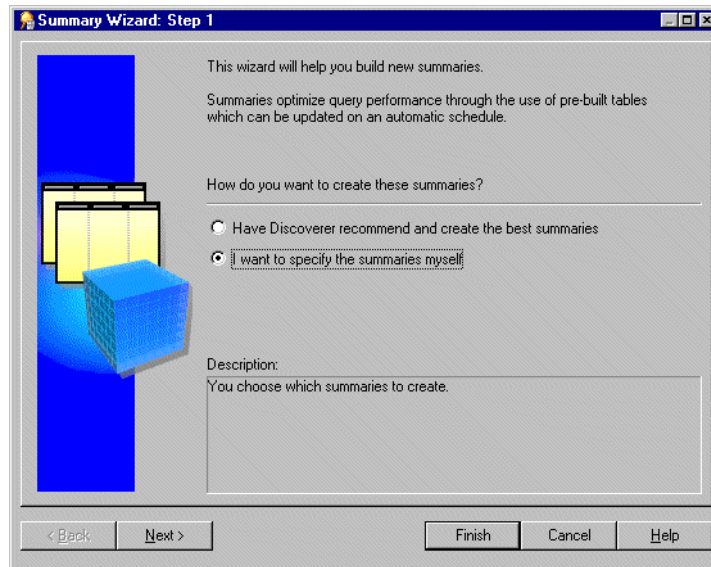 Summary Wizard: Step 1
This wizard will help you build new summaries.
Summaries optimize query performance through the use of pre-built tables
which can be updated on an automatic schedule.
How do you want to create these summaries?
Have Discoverer recommend and create the best summaries
I want to specify the summaries myself
Description:
You choose which summaries to create.
< Back Next > Finish Cancel Help